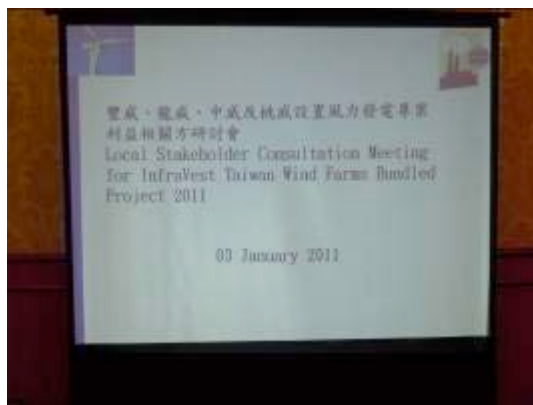 豐威、龍威、中威及桃威設置風力發電專案
利益相關方研討會
Local Stakeholder Consultation Meeting
for InfraVest Taiwan Wind Farms Bundled
Project 2011
03 January 2011